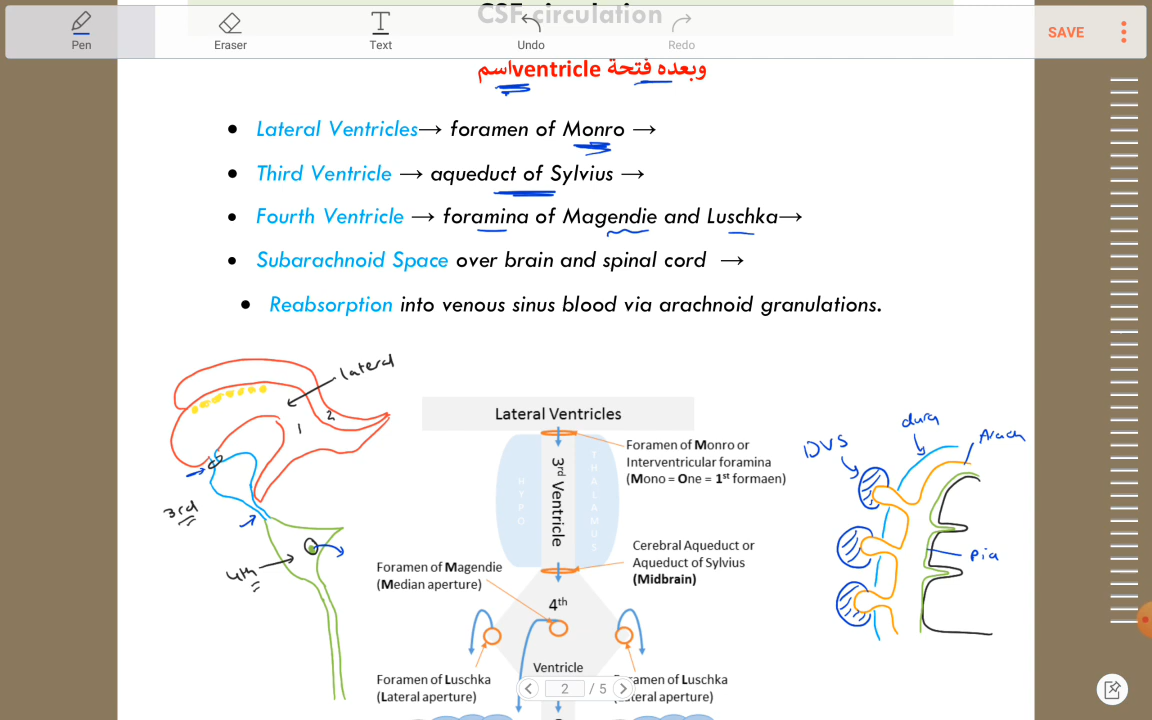 CSF circulation
Pen
Eraser
Text
Undo
Redo
SAVE
اسم ventricle وبعده فتحة
• Lateral Ventricles→ foramen of Monro →
• Third Ventricle → aqueduct of Sylvius →
• Fourth Ventricle → foramina of Magendie and Luschka→
• Subarachnoid Space over brain and spinal cord →
• Reabsorption into venous sinus blood via arachnoid granulations.
lateral
1
2
3rd
4th
Lateral Ventricles
Foramen of Monro or
Interventricular foramina
(Mono = One = 1st formaen)
3rd Ventricle
HYPO
THALAMUS
Cerebral Aqueduct or
Aqueduct of Sylvius
(Midbrain)
Foramen of Magendie
(Median aperture)
4th
Ventricle
Foramen of Luschka
(Lateral aperture)
Foramen of Luschka
(Lateral aperture)
2 / 5
DVS
dura
Arach
pia